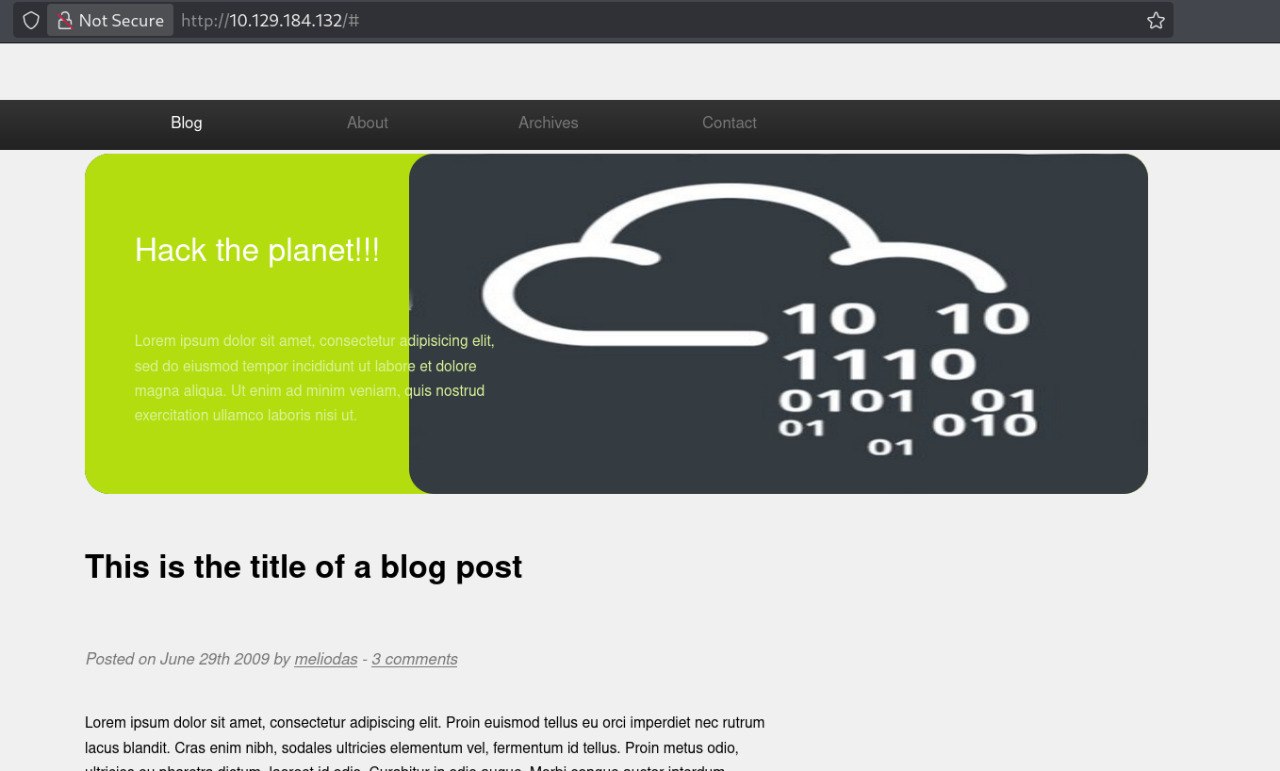 Not Secure http://10.129.184.132/#
Blog About Archives Contact
Hack the planet!!!
Lorem ipsum dolor sit amet, consectetur adipisicing elit,
sed do eiusmod tempor incididunt ut labore et dolore
magna aliqua. Ut enim ad minim veniam, quis nostrud
exercitation ullamco laboris nisi ut.
10 10
1110
0101 01
01 010
01
This is the title of a blog post
Posted on June 29th 2009 by meliodas - 3 comments
Lorem ipsum dolor sit amet, consectetur adipiscing elit. Proin euismod tellus eu orci imperdiet nec rutrum
lacus blandit. Cras enim nibh, sodales ultricies elementum vel, fermentum id tellus. Proin metus odio,